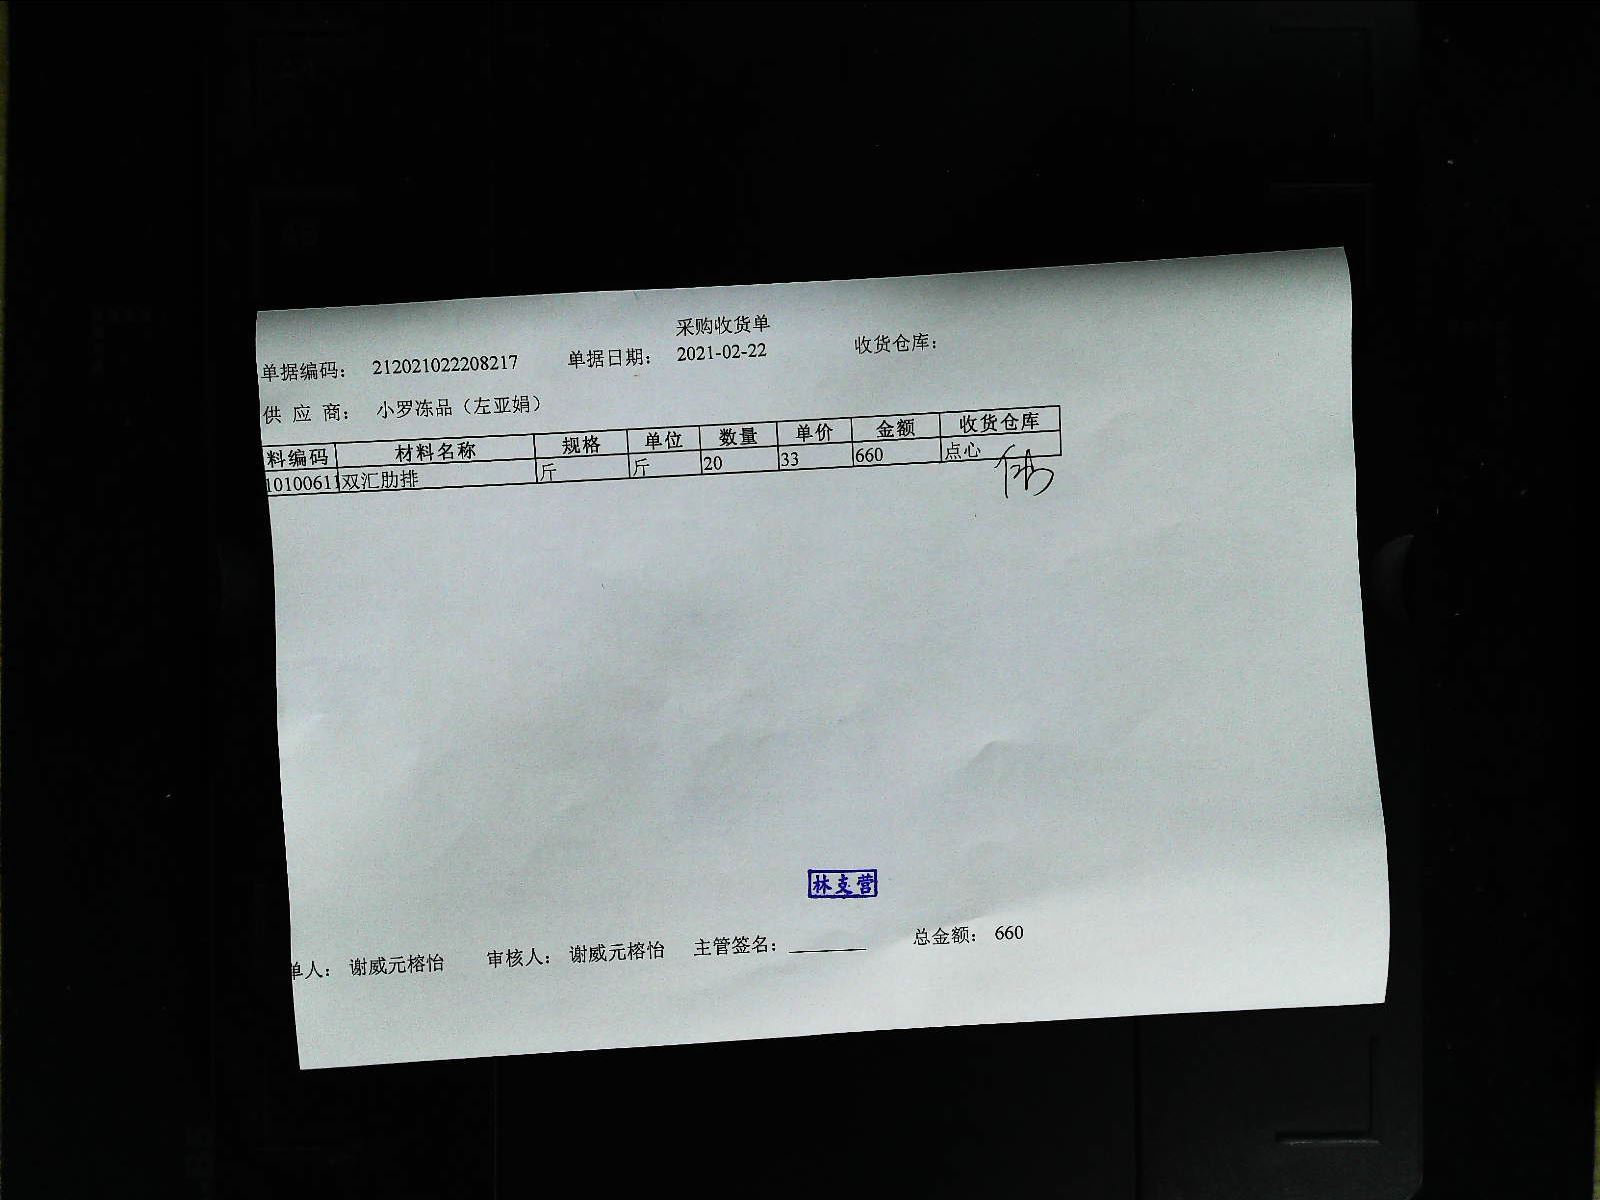 采购收货单
单据编码： 212021022208217 单据日期： 2021-02-22 收货仓库：
供 应 商： 小罗冻品（左亚娟）
料编码 材料名称 规格 单位 数量 单价 金额 收货仓库
1010061 双汇肋排 斤 斤 20 33 660 点心
林支营
单人： 谢威元榕怡 审核人： 谢威元榕怡 主管签名： 总金额： 660